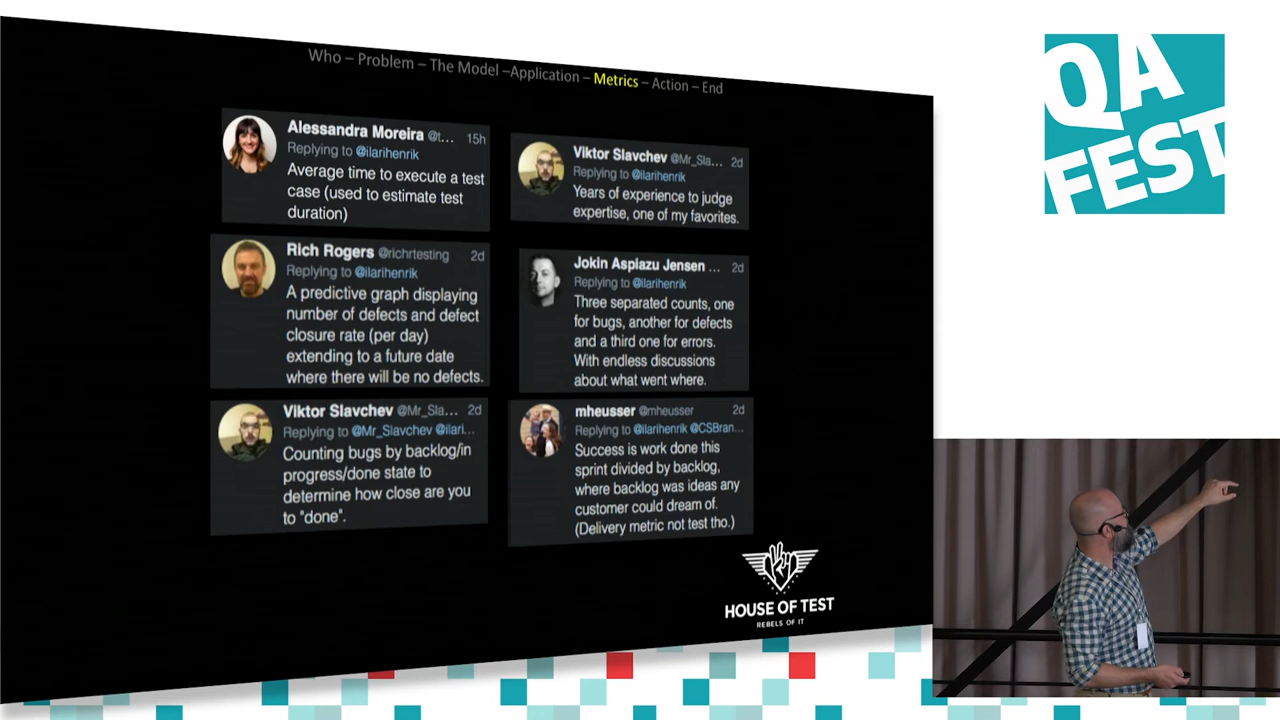 Who – Problem – The Model –Application – Metrics – Action – End
Alessandra Moreira @t... 15h
Replying to @ilarihenrik
Average time to execute a test
case (used to estimate test
duration)
Viktor Slavchev @Mr_Sla... 2d
Replying to @ilarihenrik
Years of experience to judge
expertise, one of my favorites.
Rich Rogers @richrtesting 2d
Replying to @ilarihenrik
A predictive graph displaying
number of defects and defect
closure rate (per day)
extending to a future date
where there will be no defects.
Jokin Aspiazu Jensen ... 2d
Replying to @ilarihenrik
Three separated counts, one
for bugs, another for defects
and a third one for errors.
With endless discussions
about what went where.
Viktor Slavchev @Mr_Sla... 2d
Replying to @Mr_Slavchev @ilari...
Counting bugs by backlog/in
progress/done state to
determine how close are you
to "done".
mheusser @mheusser 2d
Replying to @ilarihenrik @CSBran...
Success is work done this
sprint divided by backlog,
where backlog was ideas any
customer could dream of.
(Delivery metric not test tho.)
HOUSE OF TEST
REBELS OF IT
QA
FEST